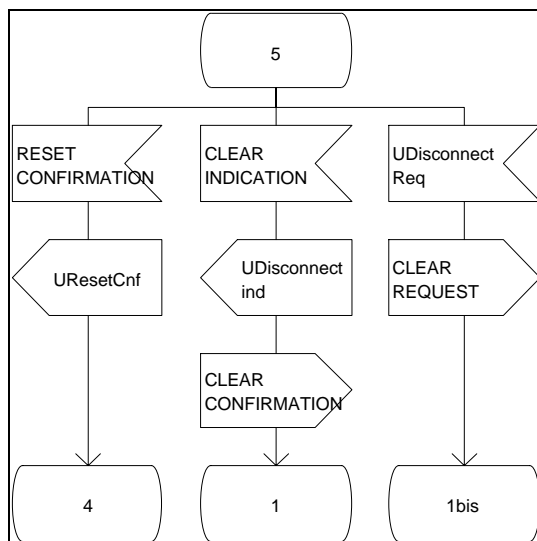 5
RESET
CONFIRMATION
CLEAR
INDICATION
UDisconnect
Req
UResetCnf
UDisconnect
ind
CLEAR
REQUEST
CLEAR
CONFIRMATION
4
1
1bis